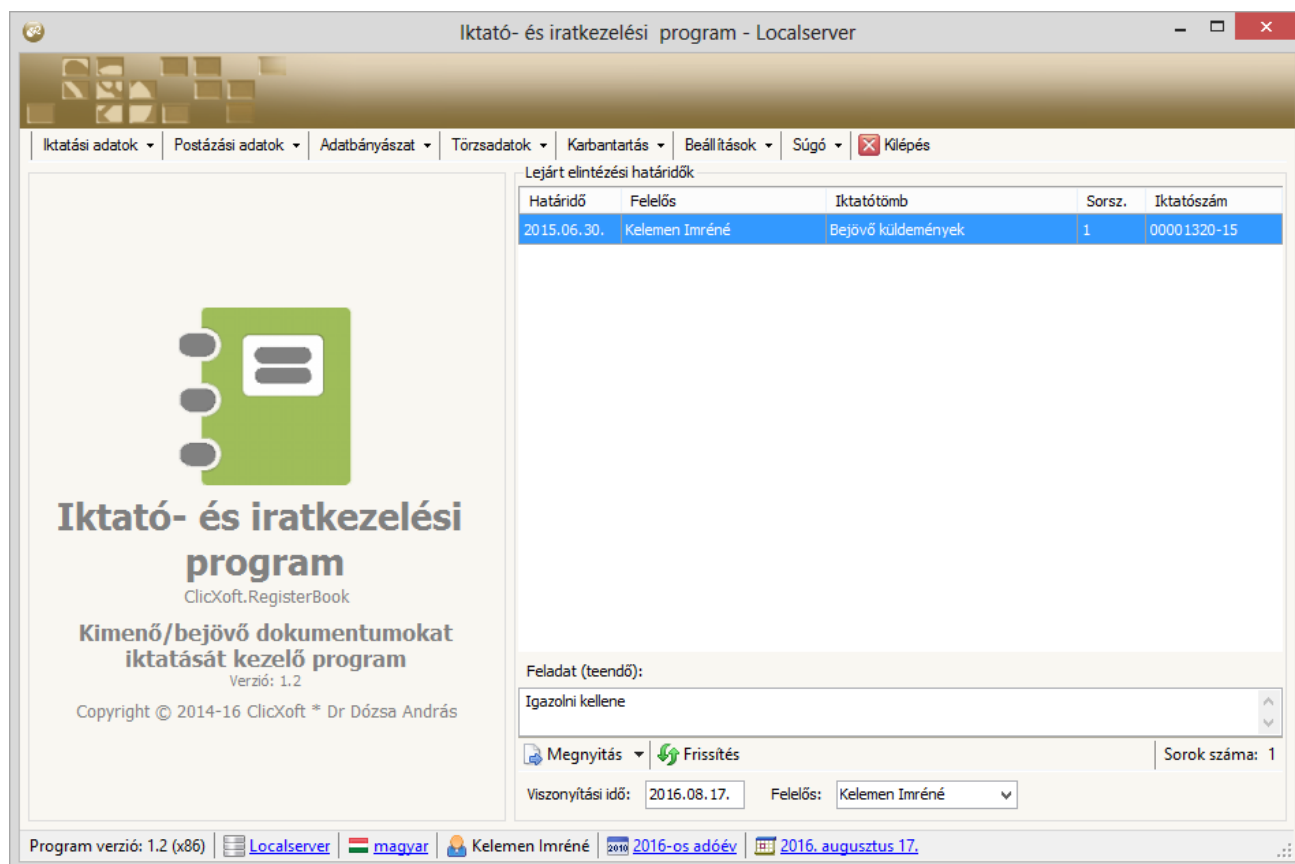 Iktató- és iratkezelési program - Localserver
Iktatási adatok Postázási adatok Adatbányászat Törzsadatok Karbantartás Beállítások Súgó Kilépés
Lejárt elintézési határidők
Határidő Felelős Iktatótömb Sorsz. Iktatószám
2015.06.30. Kelemen Imréné Bejövő küldemények 1 00001320-15
Iktató- és iratkezelési
program
ClicXoft.RegisterBook
Kimenő/bejövő dokumentumokat
iktatását kezelő program
Verzió: 1.2
Copyright © 2014-16 ClicXoft * Dr Dózsa András
Feladat (teendő):
Igazolni kellene
Megnyitás Frissítés Sorok száma: 1
Viszonyítási idő: 2016.08.17. Felelős: Kelemen Imréné
Program verzió: 1.2 (x86) Localserver magyar Kelemen Imréné 2010 2016-os adóév 2016. augusztus 17.